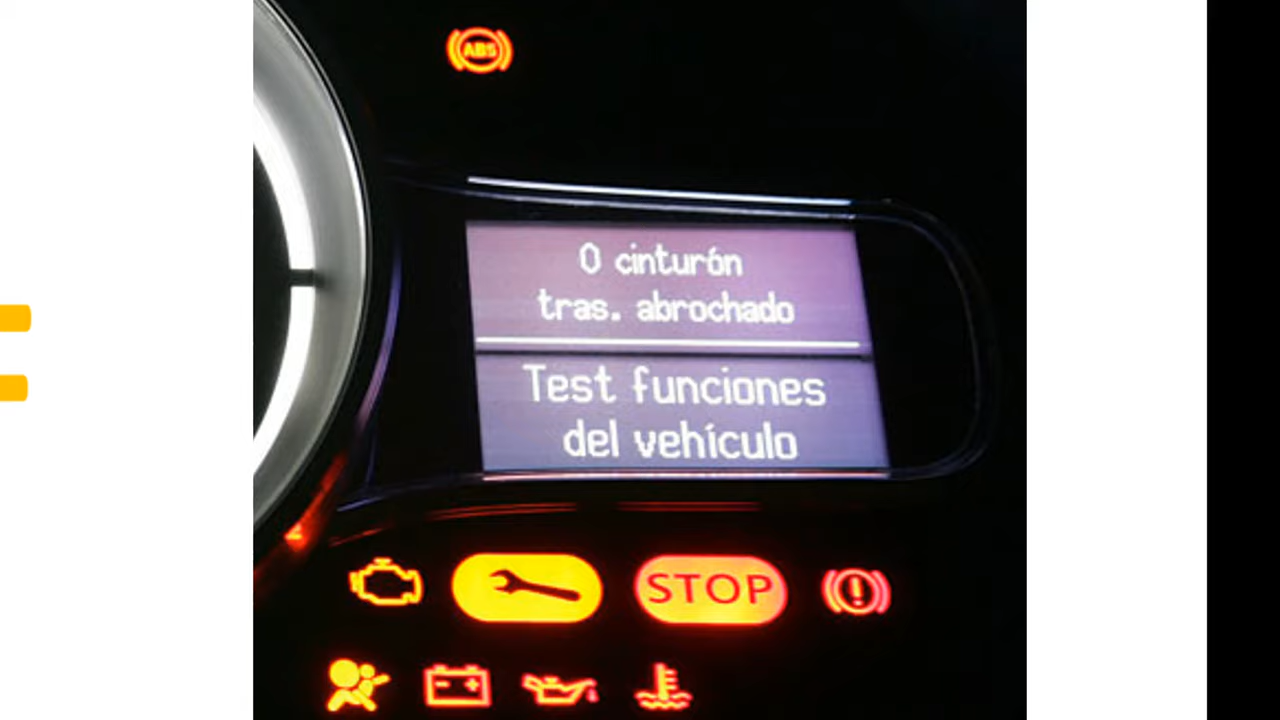 ABS
0 cinturón
tras. abrochado
Test funciones
del vehículo
STOP